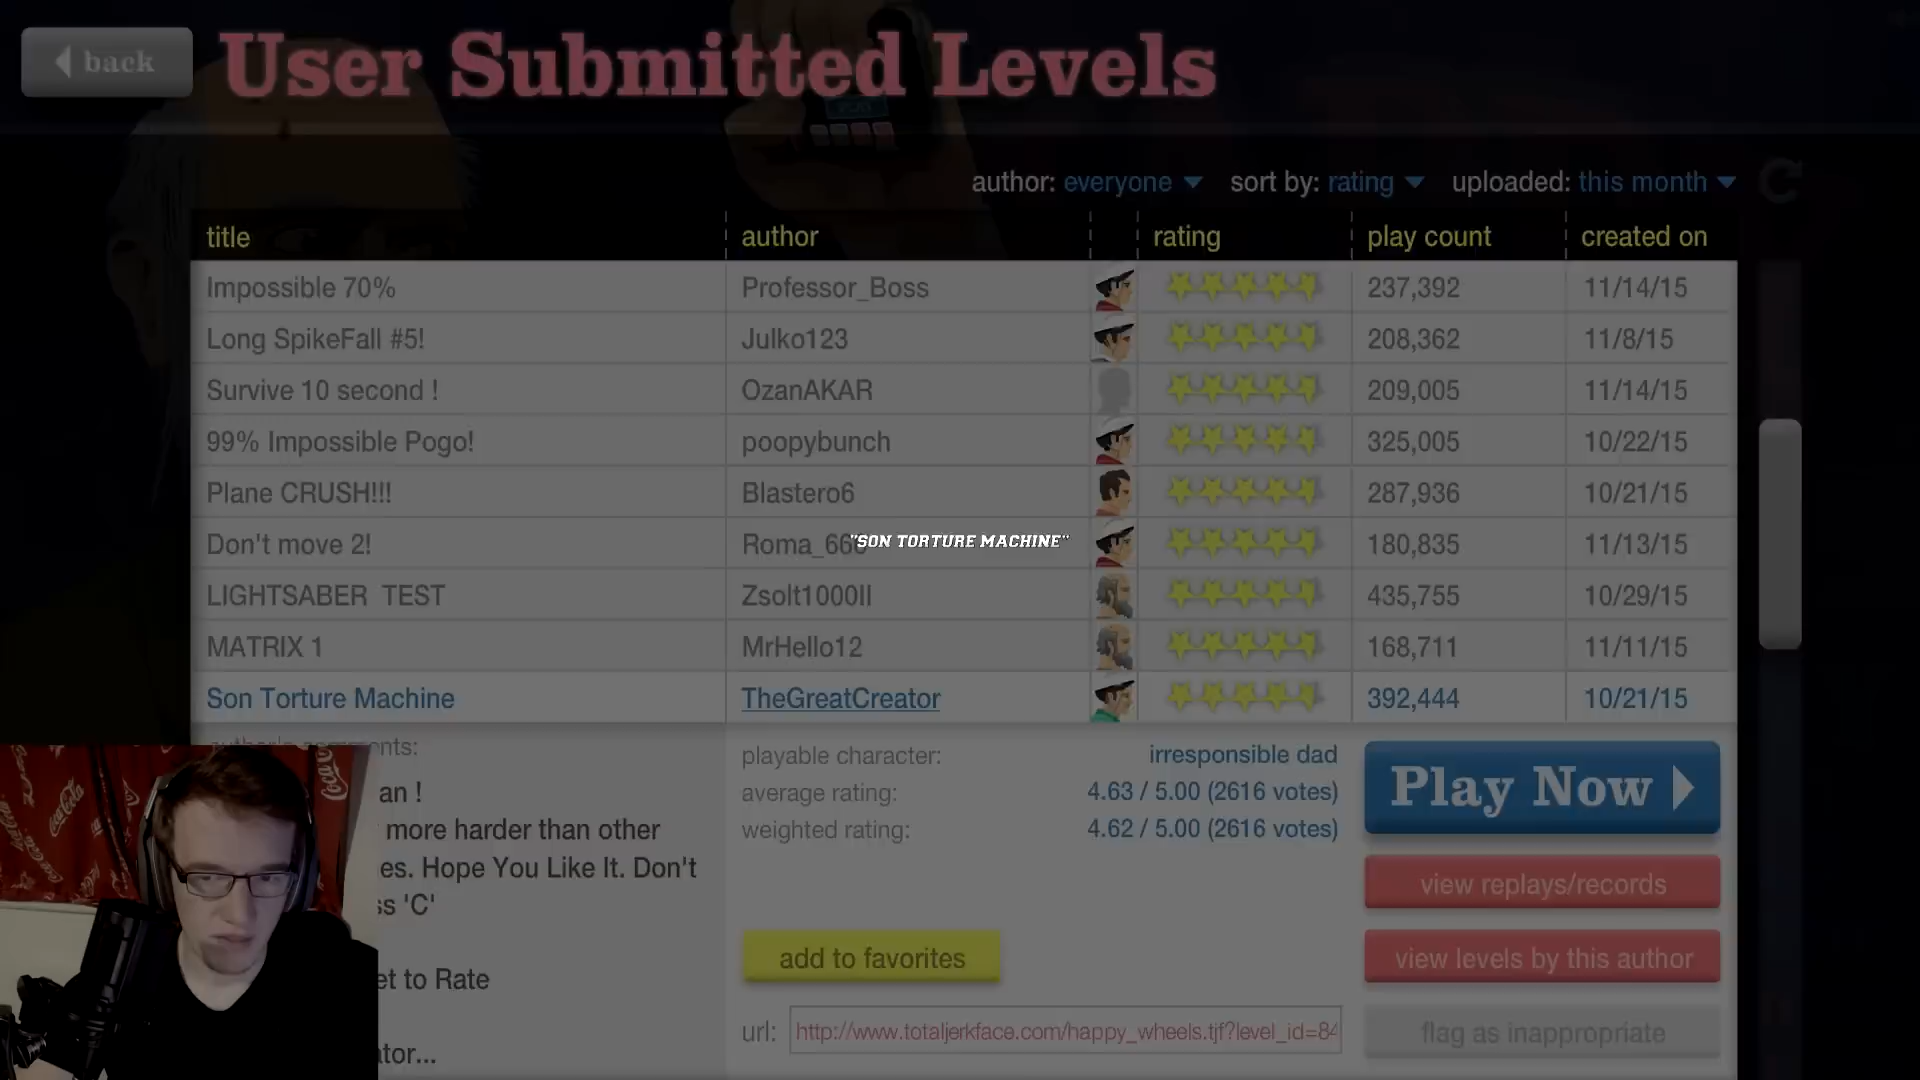 back
User Submitted Levels
author: everyone sort by: rating uploaded: this month
title author rating play count created on
Impossible 70% Professor_Boss 237,392 11/14/15
Long SpikeFall #5! Julko123 208,362 11/8/15
Survive 10 second ! OzanAKAR 209,005 11/14/15
99% Impossible Pogo! poopybunch 325,005 10/22/15
Plane CRUSH!!! Blastero6 287,936 10/21/15
Don't move 2! 180,835 11/13/15
"SON TORTURE MACHINE"
LIGHTSABER TEST Zsolt1000II 435,755 10/29/15
MATRIX 1 MrHello12 168,711 11/11/15
Son Torture Machine TheGreatCreator 392,444 10/21/15
playable character: irresponsible dad
average rating: 4.63 / 5.00 (2616 votes)
weighted rating: 4.62 / 5.00 (2616 votes)
an !
more harder than other
es. Hope You Like It. Don't
ss 'C'
et to Rate
ator...
add to favorites
url: http://www.totaljerkface.com/happy_wheels.tjf?level_id=84
Play Now
view replays/records
view levels by this author
flag as inappropriate
Coca-Cola